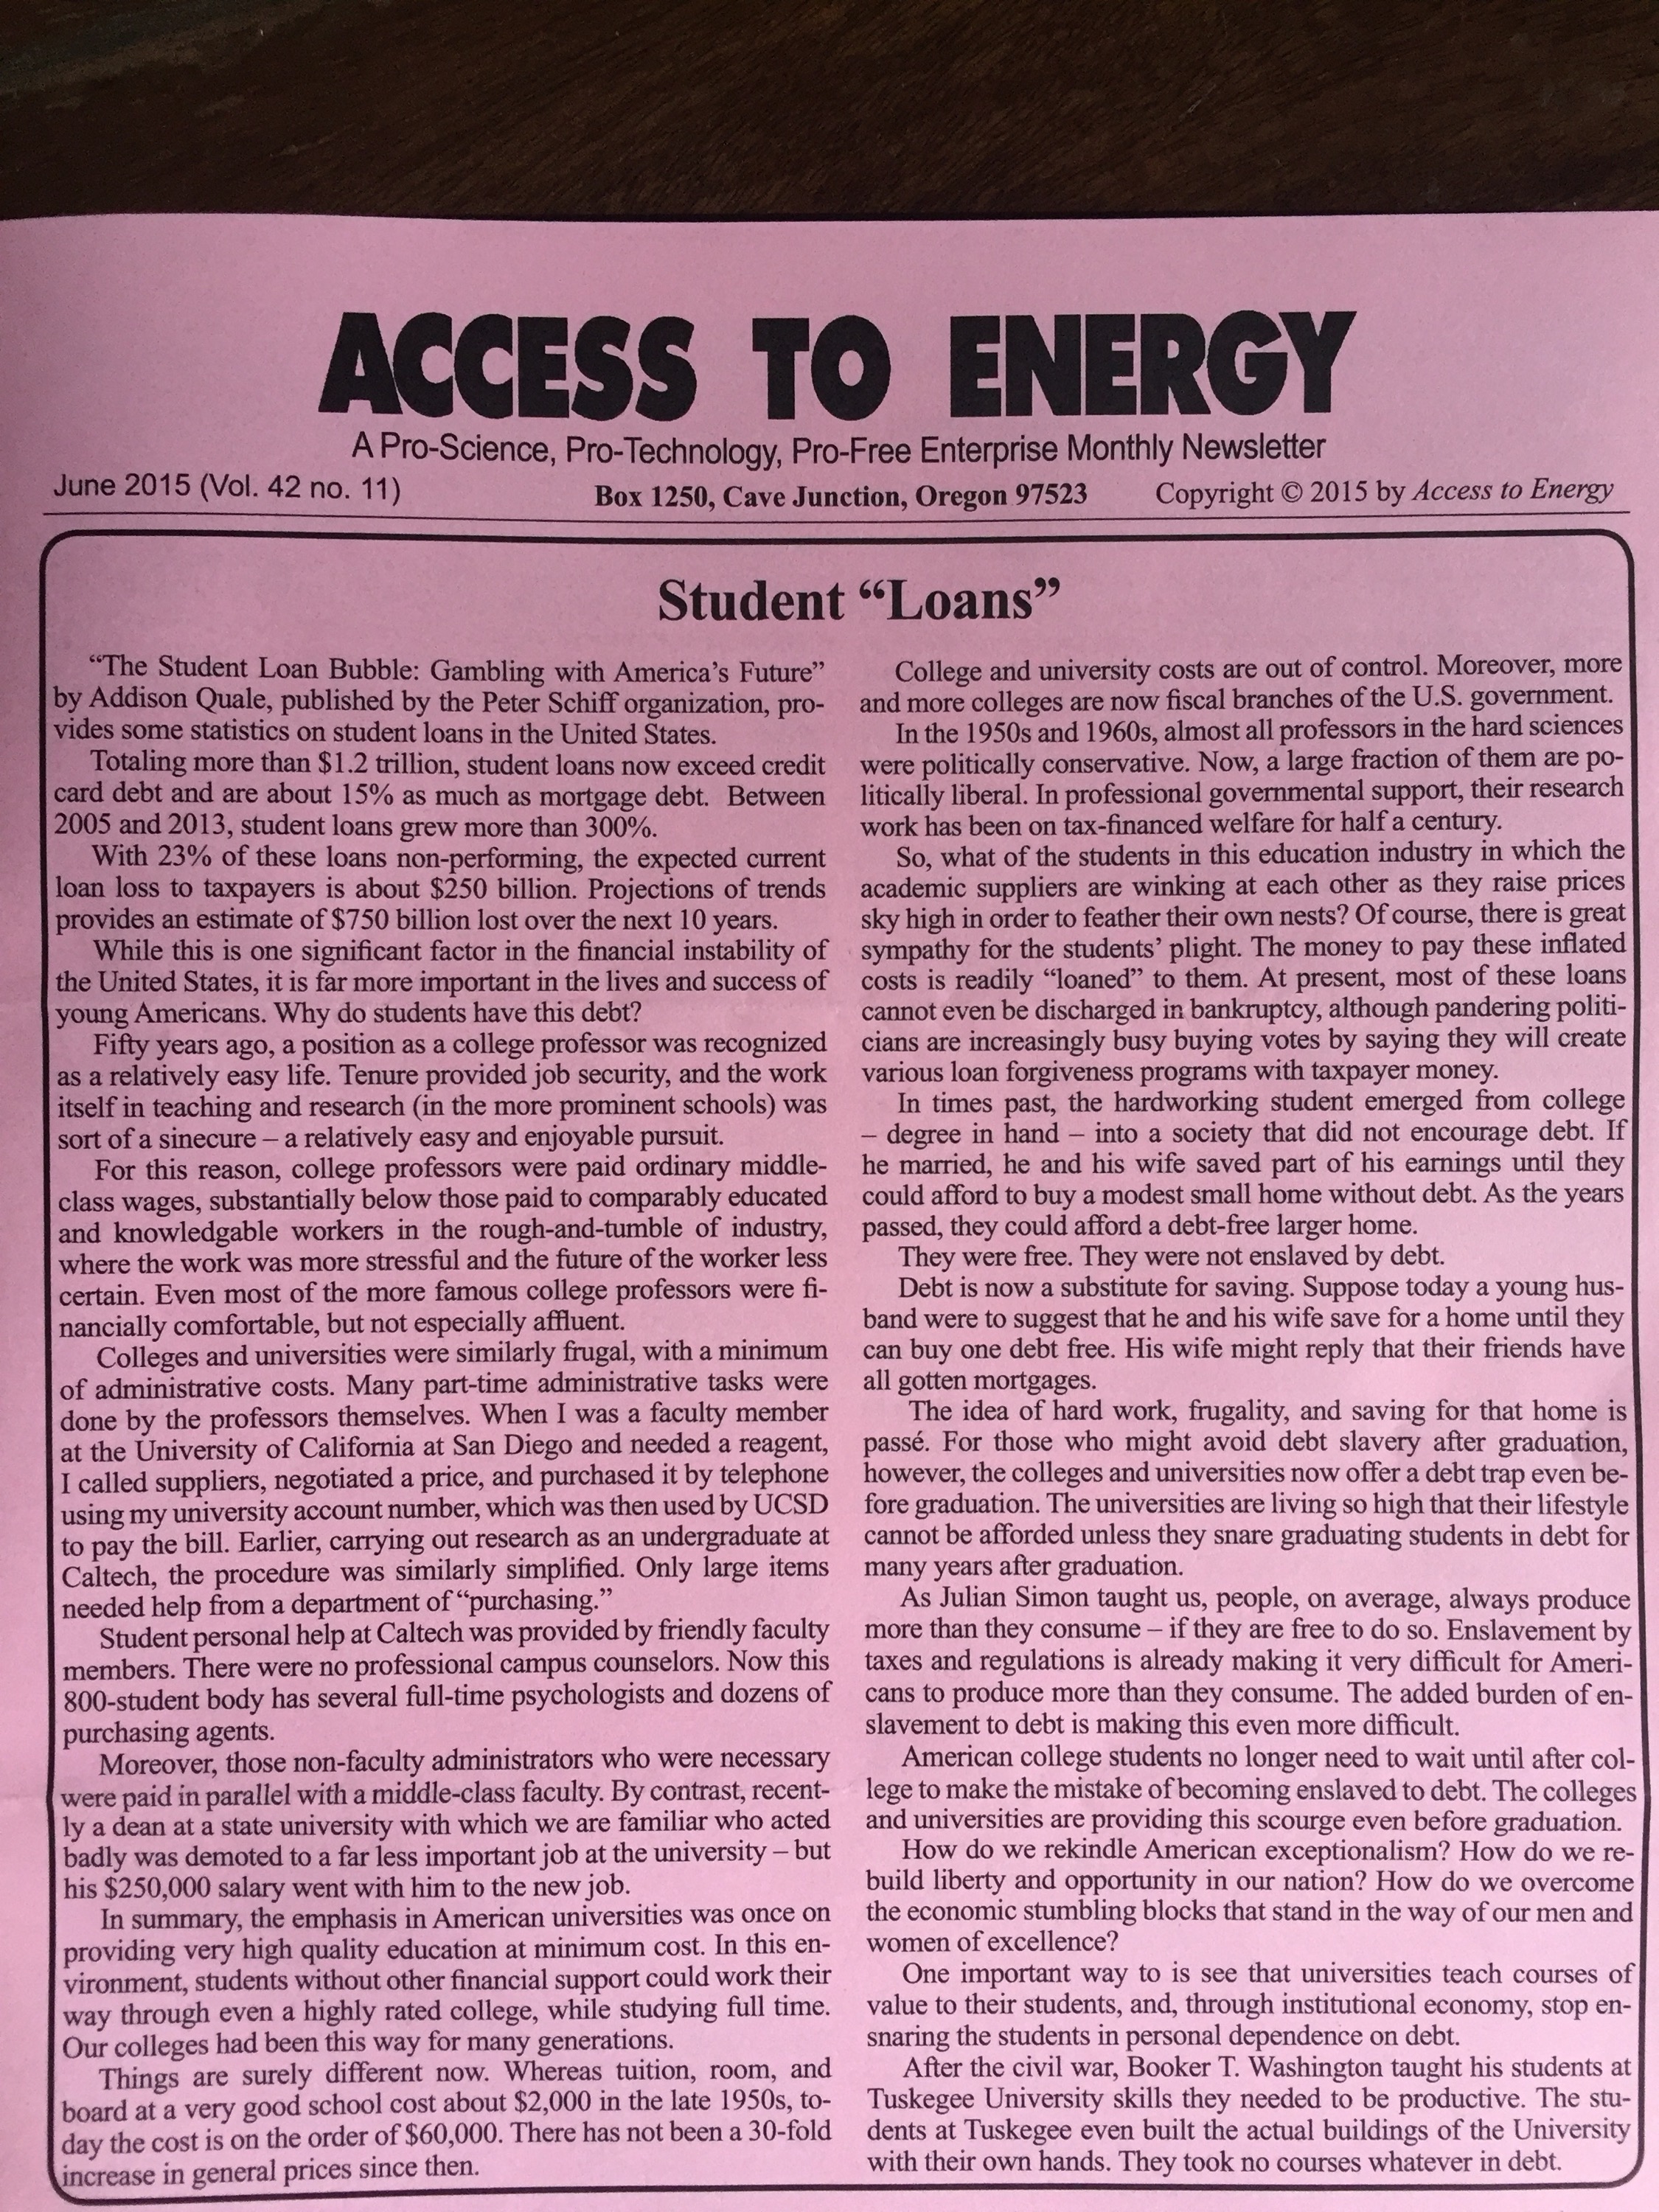 ACCESS TO ENERGY
A Pro-Science, Pro-Technology, Pro-Free Enterprise Monthly Newsletter
June 2015 (Vol. 42 no. 11)
Box 1250, Cave Junction, Oregon 97523
Copyright © 2015 by Access to Energy
Student “Loans”
“The Student Loan Bubble: Gambling with America’s Future”
by Addison Quale, published by the Peter Schiff organization, pro-
vides some statistics on student loans in the United States.
Totaling more than $1.2 trillion, student loans now exceed credit
card debt and are about 15% as much as mortgage debt. Between
2005 and 2013, student loans grew more than 300%.
With 23% of these loans non-performing, the expected current
loan loss to taxpayers is about $250 billion. Projections of trends
provides an estimate of $750 billion lost over the next 10 years.
While this is one significant factor in the financial instability of
the United States, it is far more important in the lives and success of
young Americans. Why do students have this debt?
Fifty years ago, a position as a college professor was recognized
as a relatively easy life. Tenure provided job security, and the work
itself in teaching and research (in the more prominent schools) was
sort of a sinecure – a relatively easy and enjoyable pursuit.
For this reason, college professors were paid ordinary middle-
class wages, substantially below those paid to comparably educated
and knowledgable workers in the rough-and-tumble of industry,
where the work was more stressful and the future of the worker less
certain. Even most of the more famous college professors were fi-
nancially comfortable, but not especially affluent.
Colleges and universities were similarly frugal, with a minimum
of administrative costs. Many part-time administrative tasks were
done by the professors themselves. When I was a faculty member
at the University of California at San Diego and needed a reagent,
I called suppliers, negotiated a price, and purchased it by telephone
using my university account number, which was then used by UCSD
to pay the bill. Earlier, carrying out research as an undergraduate at
Caltech, the procedure was similarly simplified. Only large items
needed help from a department of “purchasing.”
Student personal help at Caltech was provided by friendly faculty
members. There were no professional campus counselors. Now this
800-student body has several full-time psychologists and dozens of
purchasing agents.
Moreover, those non-faculty administrators who were necessary
were paid in parallel with a middle-class faculty. By contrast, recent-
ly a dean at a state university with which we are familiar who acted
badly was demoted to a far less important job at the university – but
his $250,000 salary went with him to the new job.
In summary, the emphasis in American universities was once on
providing very high quality education at minimum cost. In this en-
vironment, students without other financial support could work their
way through even a highly rated college, while studying full time.
Our colleges had been this way for many generations.
Things are surely different now. Whereas tuition, room, and
board at a very good school cost about $2,000 in the late 1950s, to-
day the cost is on the order of $60,000. There has not been a 30-fold
increase in general prices since then.
College and university costs are out of control. Moreover, more
and more colleges are now fiscal branches of the U.S. government.
In the 1950s and 1960s, almost all professors in the hard sciences
were politically conservative. Now, a large fraction of them are po-
litically liberal. In professional governmental support, their research
work has been on tax-financed welfare for half a century.
So, what of the students in this education industry in which the
academic suppliers are winking at each other as they raise prices
sky high in order to feather their own nests? Of course, there is great
sympathy for the students’ plight. The money to pay these inflated
costs is readily “loaned” to them. At present, most of these loans
cannot even be discharged in bankruptcy, although pandering politi-
cians are increasingly busy buying votes by saying they will create
various loan forgiveness programs with taxpayer money.
In times past, the hardworking student emerged from college
– degree in hand – into a society that did not encourage debt. If
he married, he and his wife saved part of his earnings until they
could afford to buy a modest small home without debt. As the years
passed, they could afford a debt-free larger home.
They were free. They were not enslaved by debt.
Debt is now a substitute for saving. Suppose today a young hus-
band were to suggest that he and his wife save for a home until they
can buy one debt free. His wife might reply that their friends have
all gotten mortgages.
The idea of hard work, frugality, and saving for that home is
passé. For those who might avoid debt slavery after graduation,
however, the colleges and universities now offer a debt trap even be-
fore graduation. The universities are living so high that their lifestyle
cannot be afforded unless they snare graduating students in debt for
many years after graduation.
As Julian Simon taught us, people, on average, always produce
more than they consume – if they are free to do so. Enslavement by
taxes and regulations is already making it very difficult for Ameri-
cans to produce more than they consume. The added burden of en-
slavement to debt is making this even more difficult.
American college students no longer need to wait until after col-
lege to make the mistake of becoming enslaved to debt. The colleges
and universities are providing this scourge even before graduation.
How do we rekindle American exceptionalism? How do we re-
build liberty and opportunity in our nation? How do we overcome
the economic stumbling blocks that stand in the way of our men and
women of excellence?
One important way to is see that universities teach courses of
value to their students, and, through institutional economy, stop en-
snaring the students in personal dependence on debt.
After the civil war, Booker T. Washington taught his students at
Tuskegee University skills they needed to be productive. The stu-
dents at Tuskegee even built the actual buildings of the University
with their own hands. They took no courses whatever in debt.